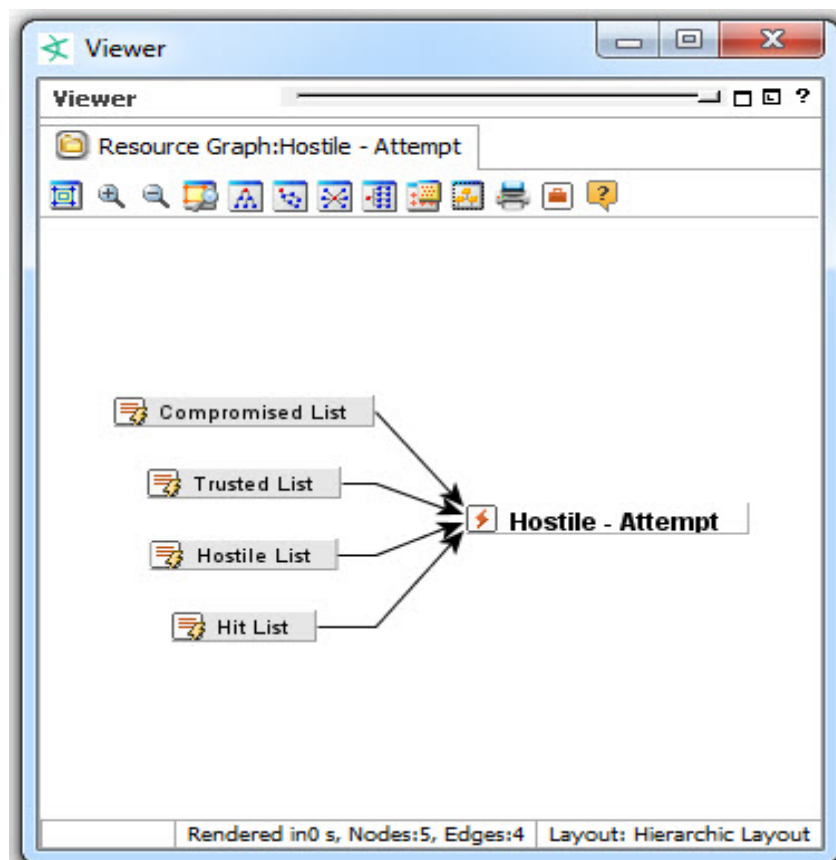 Viewer
Viewer ?
Resource Graph:Hostile - Attempt
?
Compromised List
Trusted List
Hostile - Attempt
Hostile List
Hit List
Rendered in0 s, Nodes:5, Edges:4 Layout: Hierarchic Layout